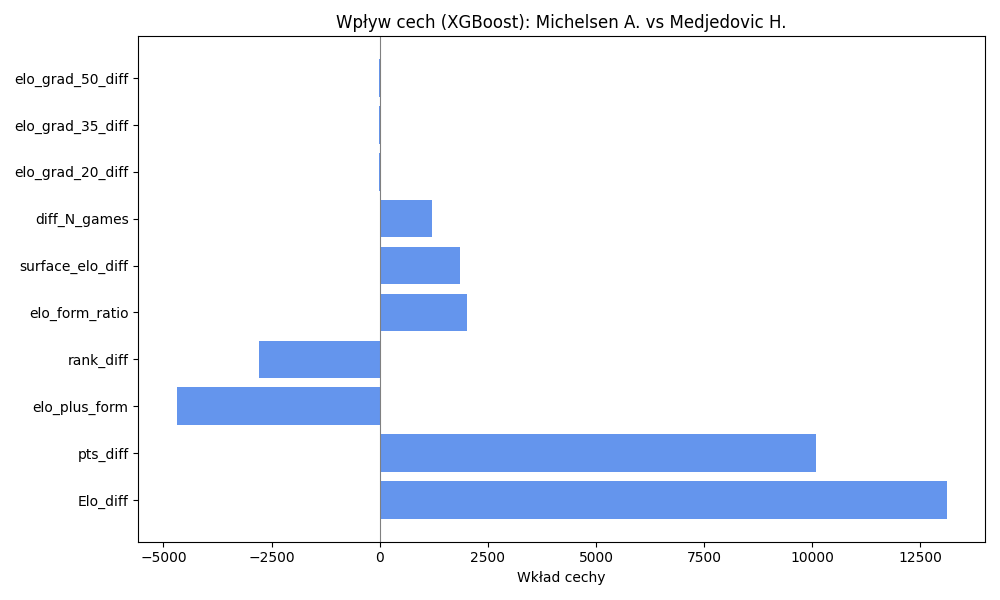 Wpływ cech (XGBoost): Michelsen A. vs Medjedovic H.
elo_grad_50_diff
elo_grad_35_diff
elo_grad_20_diff
diff_N_games
surface_elo_diff
elo_form_ratio
rank_diff
elo_plus_form
pts_diff
Elo_diff
−5000 −2500 0 2500 5000 7500 10000 12500
Wkład cechy